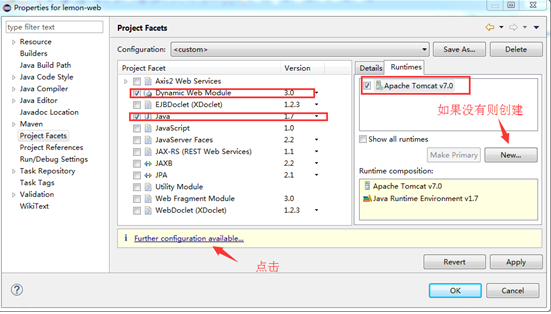 Properties for lemon-web
type filter text
Resource
Builders
Java Build Path
Java Code Style
Java Compiler
Java Editor
Javadoc Location
Maven
Project Facets
Project References
Run/Debug Settings
Task Repository
Task Tags
Validation
WikiText
Project Facets
Configuration: <custom>
Save As...
Delete
Project Facet Version
Axis2 Web Services
Dynamic Web Module 3.0
EJBDoclet (XDoclet) 1.2.3
Java 1.7
JavaScript 1.0
JavaServer Faces 2.2
JAX-RS (REST Web Services) 1.1
JAXB 2.2
JPA 2.1
Utility Module
Web Fragment Module 3.0
WebDoclet (XDoclet) 1.2.3
Details Runtimes
Apache Tomcat v7.0
如果没有则创建
Show all runtimes
Make Primary
New...
Runtime composition:
Apache Tomcat v7.0
Java Runtime Environment v1.7
i Further configuration available...
点击
Revert
Apply
?
OK
Cancel